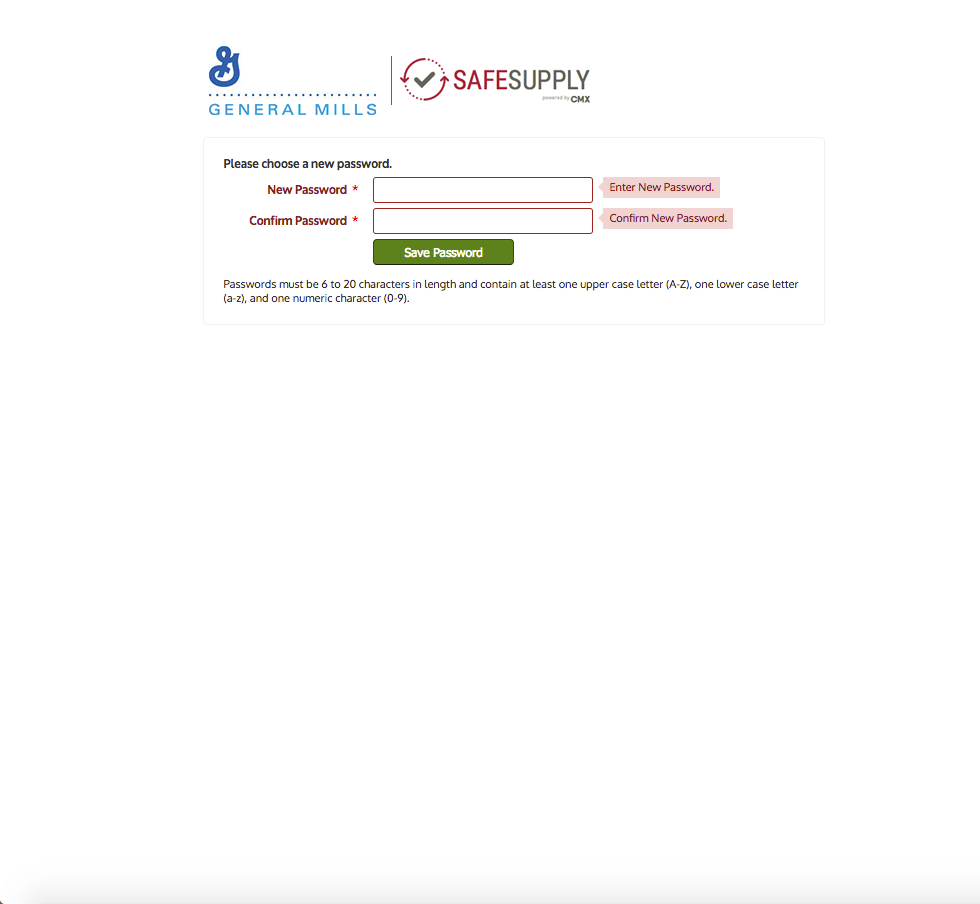 GENERAL MILLS
SAFESUPPLY
powered by CMX
Please choose a new password.
New Password *
Enter New Password.
Confirm Password *
Confirm New Password.
Save Password
Passwords must be 6 to 20 characters in length and contain at least one upper case letter (A-Z), one lower case letter
(a-z), and one numeric character (0-9).